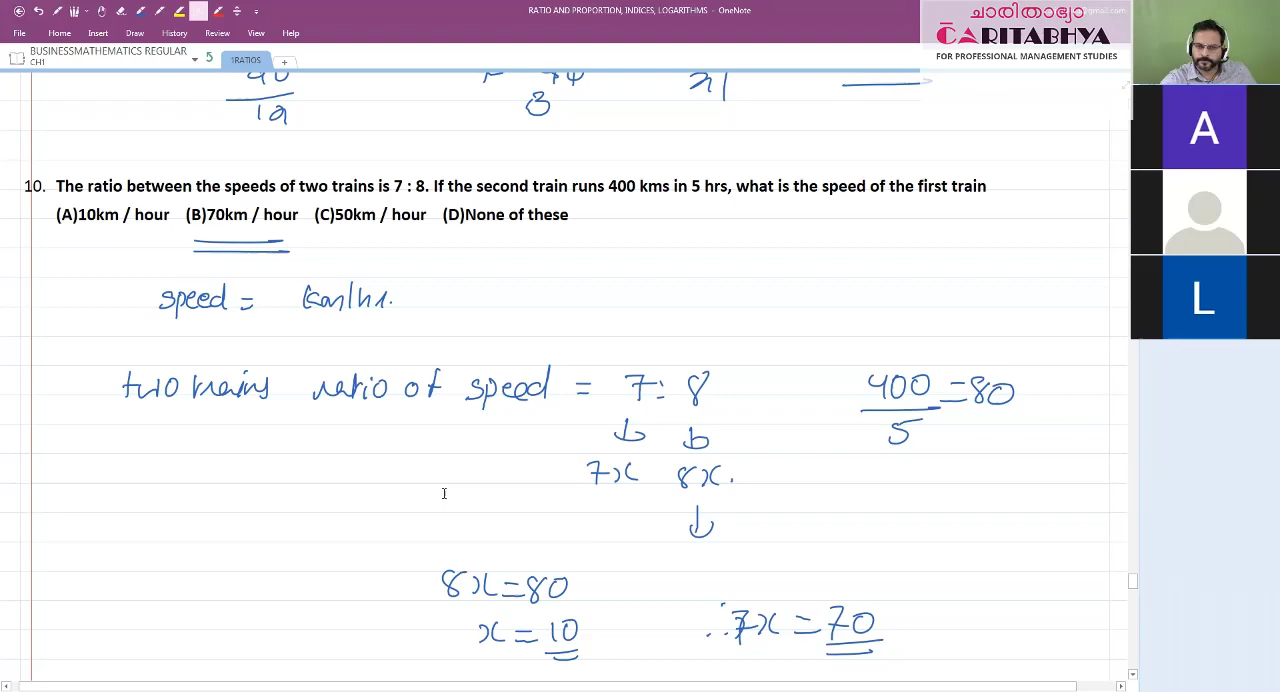 RATIO AND PROPORTION, INDICES, LOGARITHMS - OneNote
@gmail.com
File Home Insert Draw History Review View Help
ചാരിതാഭ്യാ
CARITABHYA
FOR PROFESSIONAL MANAGEMENT STUDIES
BUSINESSMATHEMATICS REGULAR
CH1
5
1RATIOS
12
8
10. The ratio between the speeds of two trains is 7 : 8. If the second train runs 400 kms in 5 hrs, what is the speed of the first train
(A)10km / hour (B)70km / hour (C)50km / hour (D)None of these
speed = km/hr.
two trains ratio of speed = 7 : 8
400/5 = 80
7x 8x.
8x = 80
x = 10
∴ 7x = 70
A
L